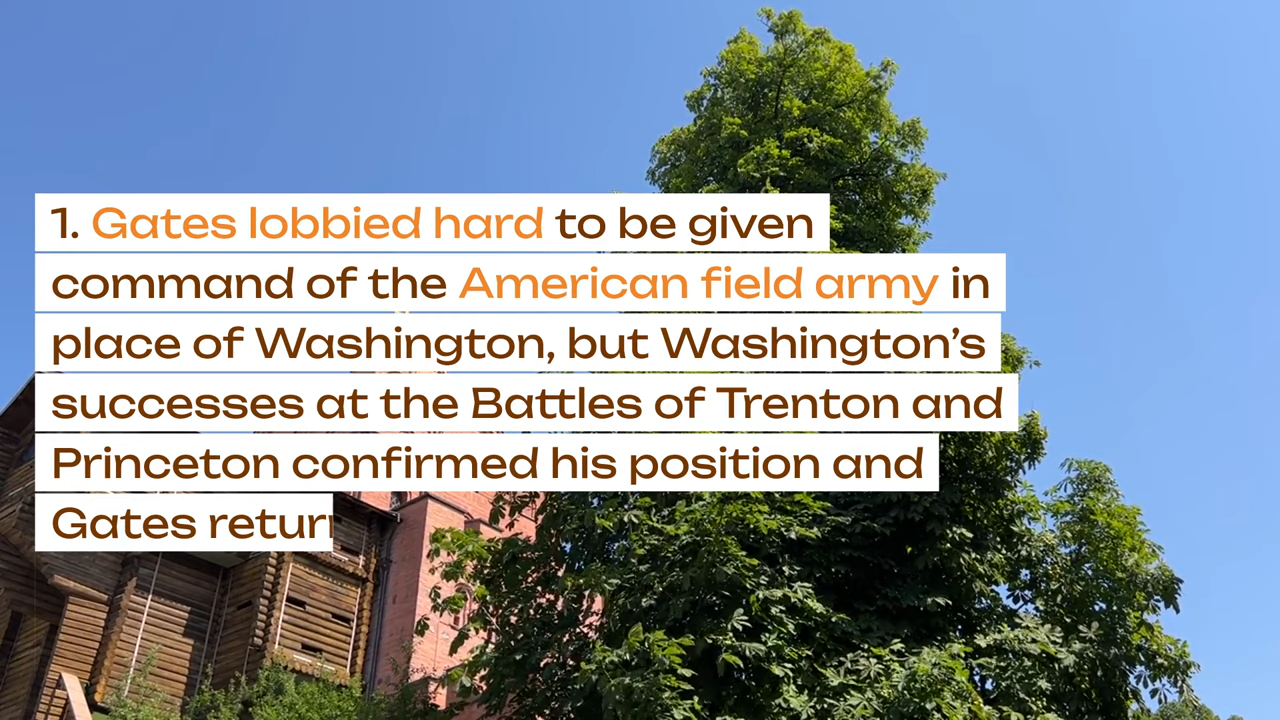 1. Gates lobbied hard to be given
command of the American field army in
place of Washington, but Washington’s
successes at the Battles of Trenton and
Princeton confirmed his position and
Gates return